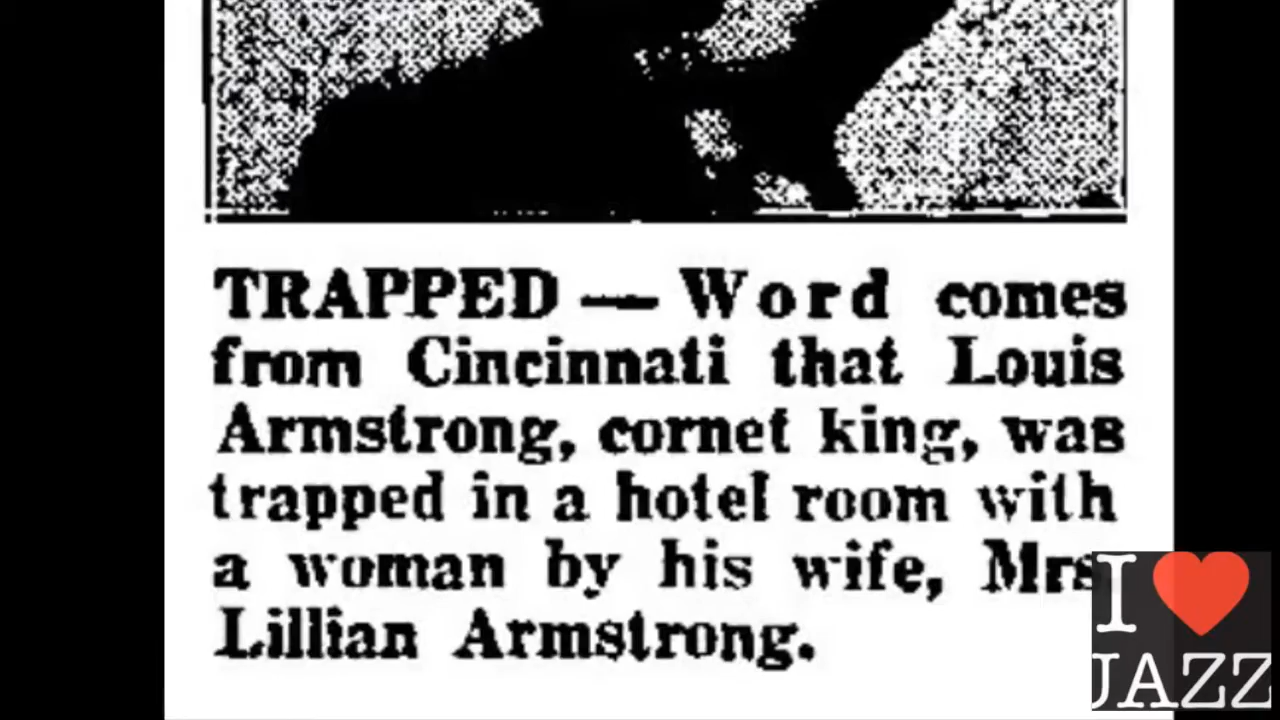 TRAPPED — Word comes
from Cincinnati that Louis
Armstrong, cornet king, was
trapped in a hotel room with
a woman by his wife, Mrs
Lillian Armstrong.
I ❤ 
JAZZ